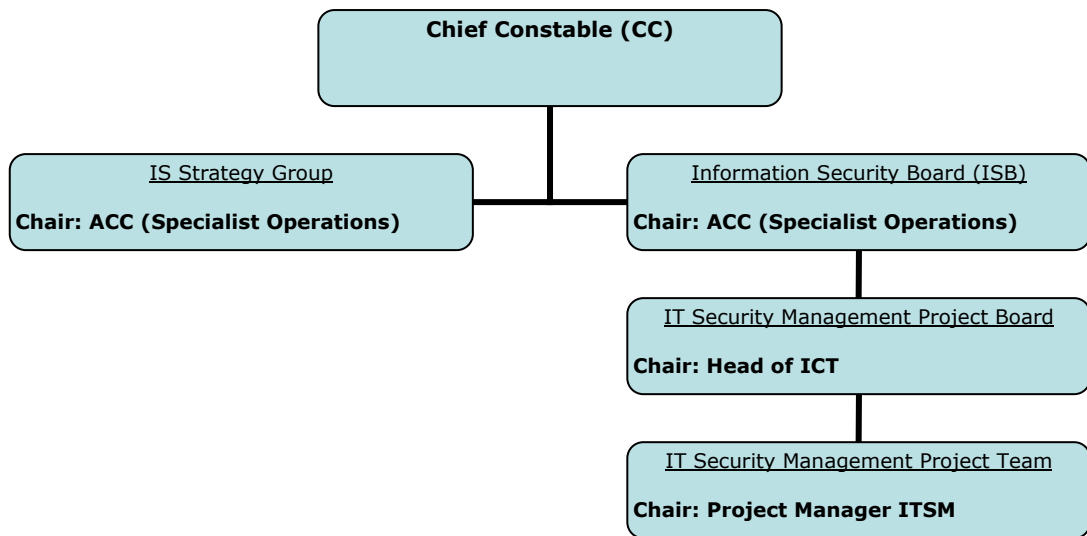 Chief Constable (CC)
IS Strategy Group
Chair: ACC (Specialist Operations)
Information Security Board (ISB)
Chair: ACC (Specialist Operations)
IT Security Management Project Board
Chair: Head of ICT
IT Security Management Project Team
Chair: Project Manager ITSM